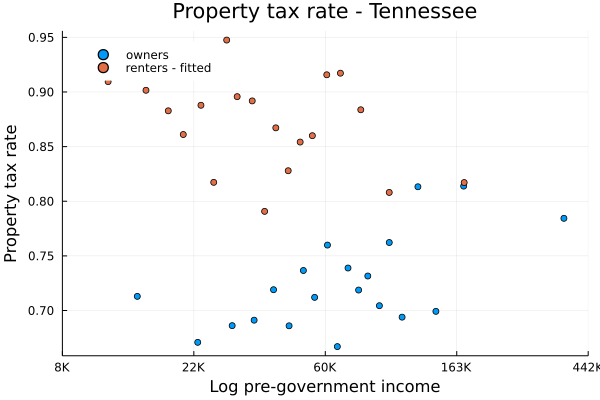 Property tax rate - Tennessee
owners
renters - fitted
0.95
0.90
0.85
0.80
0.75
0.70
Property tax rate
8K 22K 60K 163K 442K
Log pre-government income